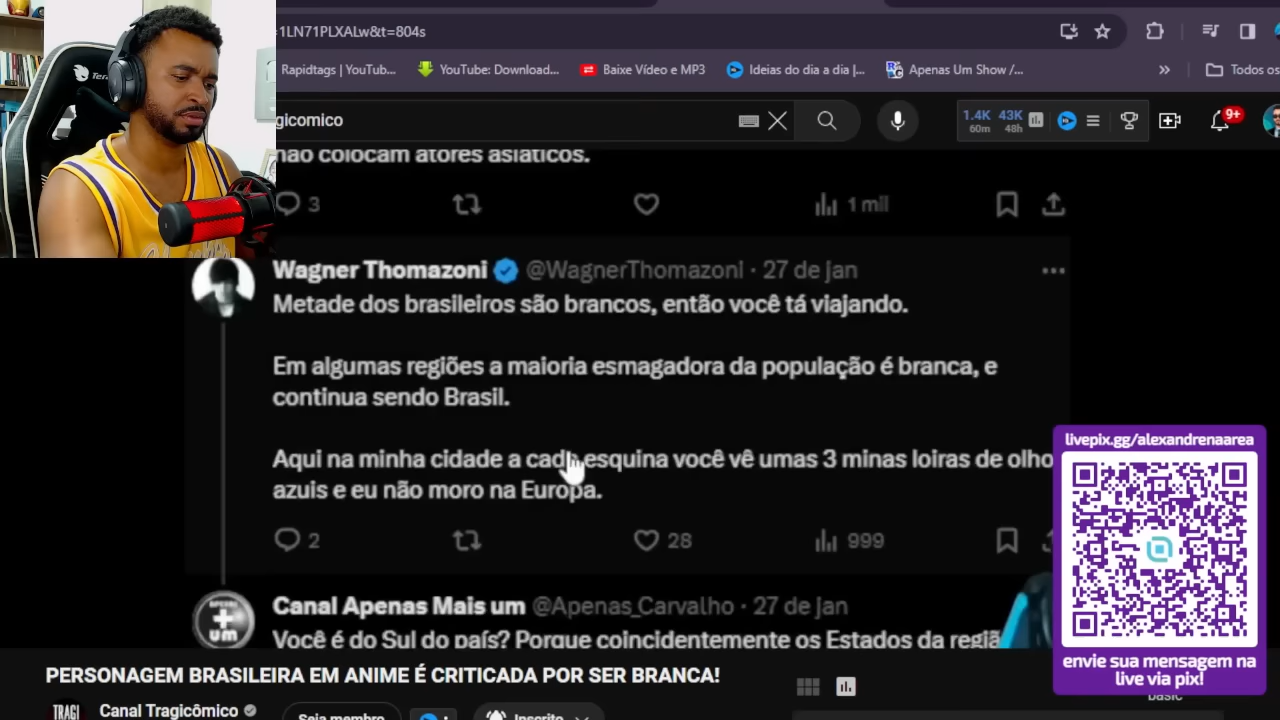 =1LN71PLXALw&t=804s
Rapidtags | YouTub...
YouTube: Download...
Baixe Vídeo e MP3
Ideias do dia a dia |...
Apenas Um Show /...
»
Todos os
gicomico
1.4K 43K
60m 48h
9+
não colocam atores asiáticos.
3
1 mil
Wagner Thomazoni @WagnerThomazoni · 27 de jan
Metade dos brasileiros são brancos, então você tá viajando.
Em algumas regiões a maioria esmagadora da população é branca, e
continua sendo Brasil.
Aqui na minha cidade a cada esquina você vê umas 3 minas loiras de olho
azuis e eu não moro na Europa.
2
28
999
Canal Apenas Mais um @Apenas_Carvalho · 27 de jan
Você é do Sul do país? Porque coincidentemente os Estados da regiã
livepix.gg/alexandrenaarea
envie sua mensagem na
live via pix!
PERSONAGEM BRASILEIRA EM ANIME É CRITICADA POR SER BRANCA!
TRAGI
Canal Tragicômico
Seja membro
Inscrito